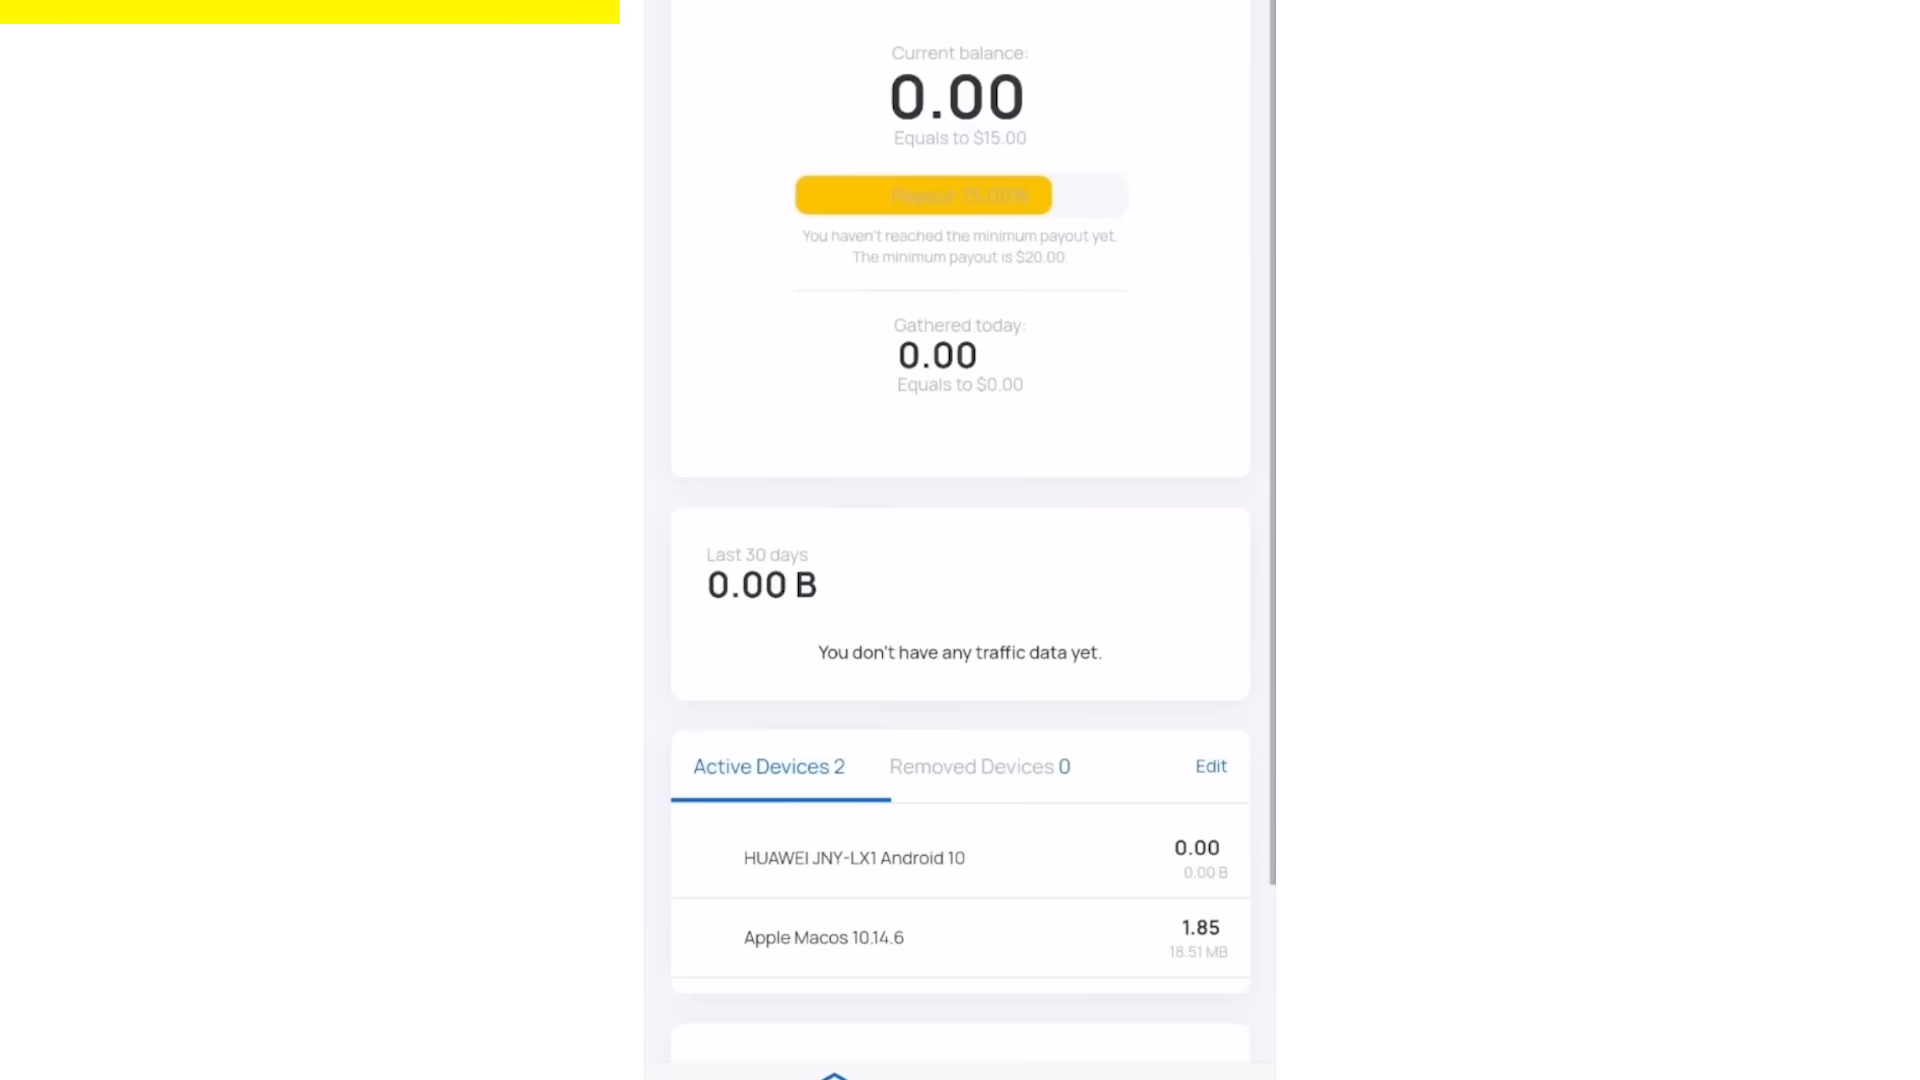 Current balance:
0.00
Equals to $15.00
Payout 75.00%
You haven't reached the minimum payout yet.
The minimum payout is $20.00
Gathered today:
0.00
Equals to $0.00
Last 30 days
0.00 B
You don't have any traffic data yet.
Active Devices 2
Removed Devices 0
Edit
HUAWEI JNY-LX1 Android 10
0.00
0.00 B
Apple Macos 10.14.6
1.85
18.51 MB